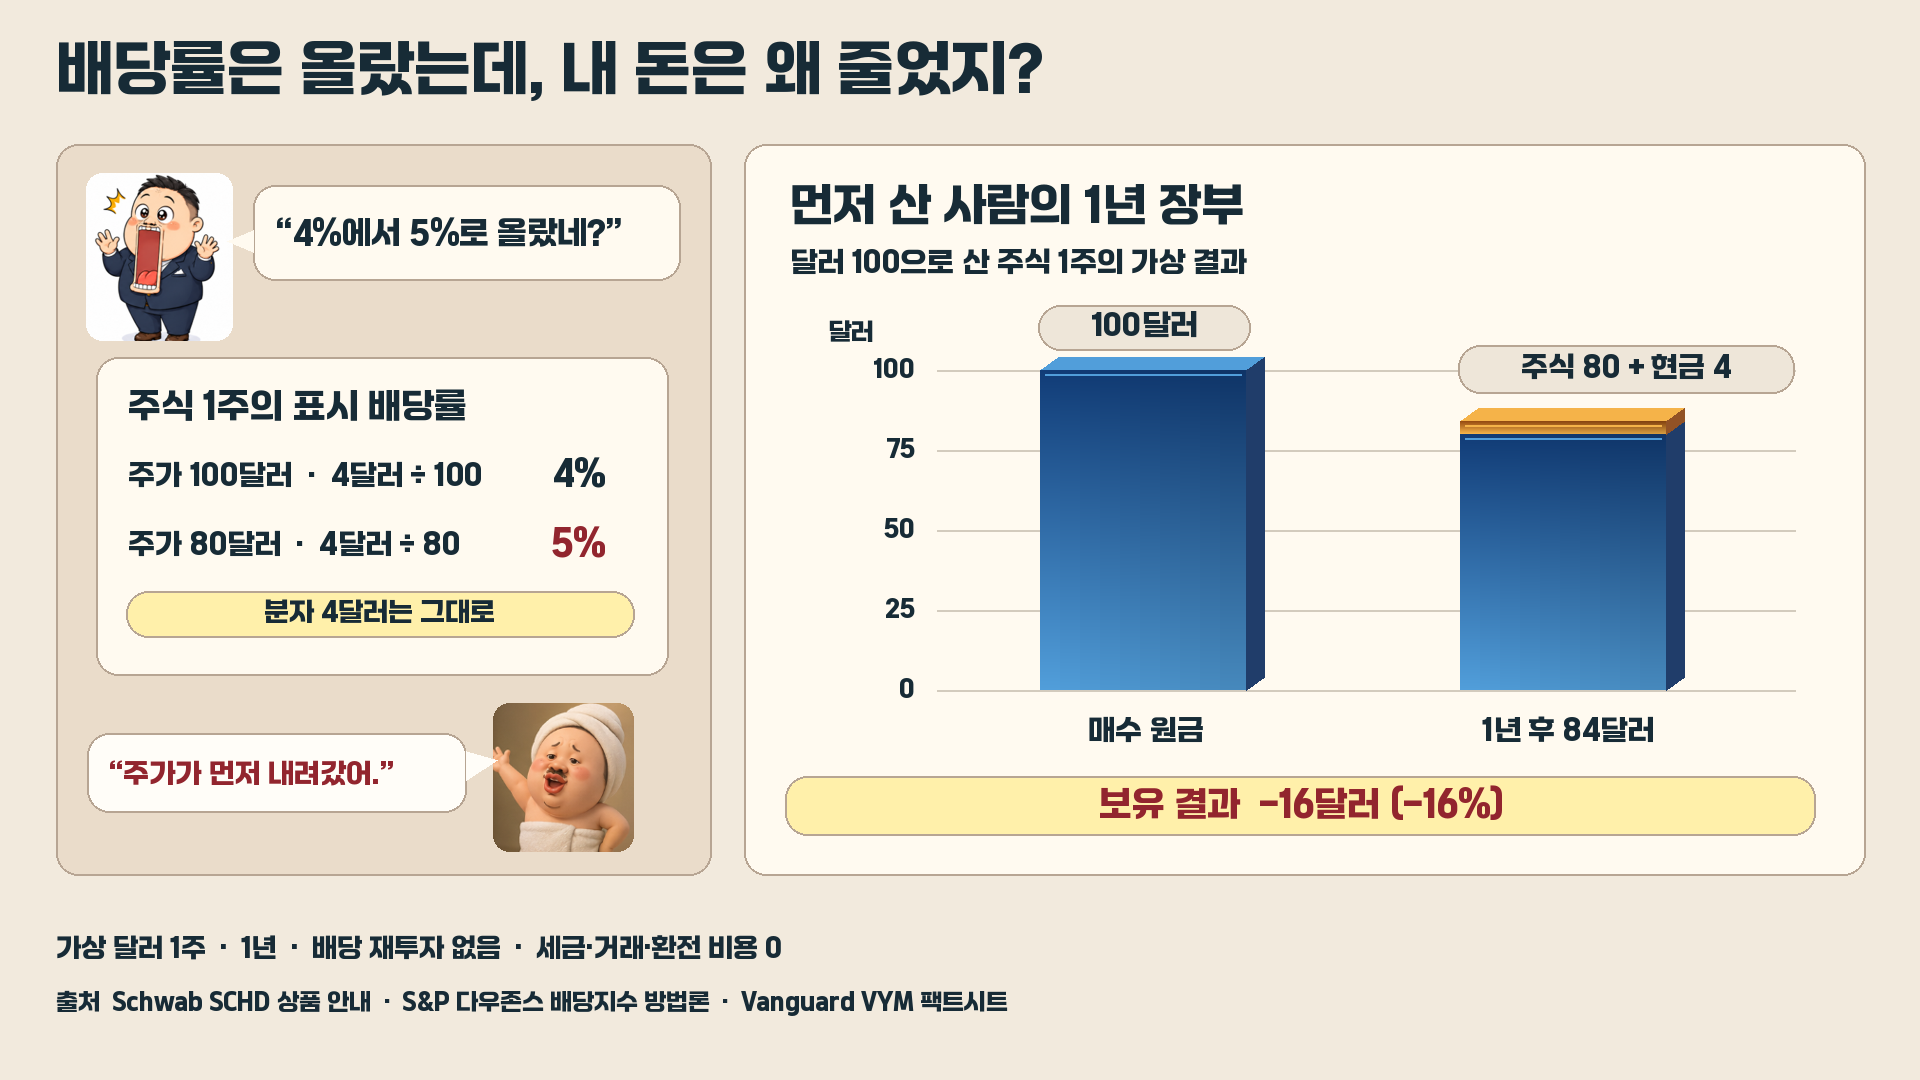 배당률은 올랐는데, 내 돈은 왜 줄었지?
“4%에서 5%로 올랐네?”
주식 1주의 표시 배당률
주가 100달러 · 4달러 ÷ 100 4%
주가 80달러 · 4달러 ÷ 80 5%
분자 4달러는 그대로
“주가가 먼저 내려갔어.”
먼저 산 사람의 1년 장부
달러 100으로 산 주식 1주의 가상 결과
달러
100달러
주식 80 + 현금 4
100
75
50
25
0
매수 원금
1년 후 84달러
보유 결과 −16달러 (−16%)
가상 달러 1주 · 1년 · 배당 재투자 없음 · 세금·거래·환전 비용 0
출처 Schwab SCHD 상품 안내 · S&P 다우존스 배당지수 방법론 · Vanguard VYM 팩트시트